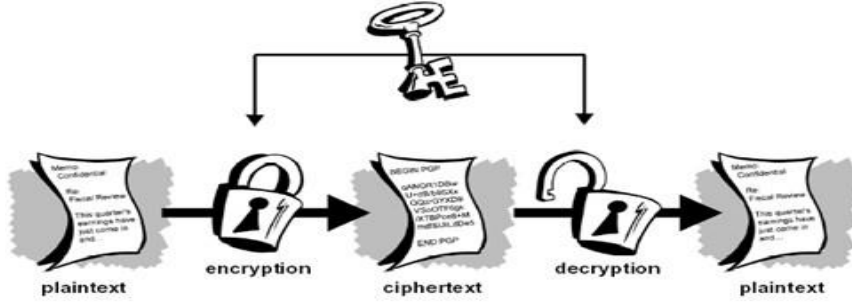 Memo:
Confidential
Re:
Fiscal Review
This quarter's
earnings have
just come in
and...
plaintext
encryption
BEGIN PGP
END PGP
ciphertext
decryption
Memo:
Confidential
Re:
Fiscal Review
This quarter's
earnings have
just come in
and...
plaintext